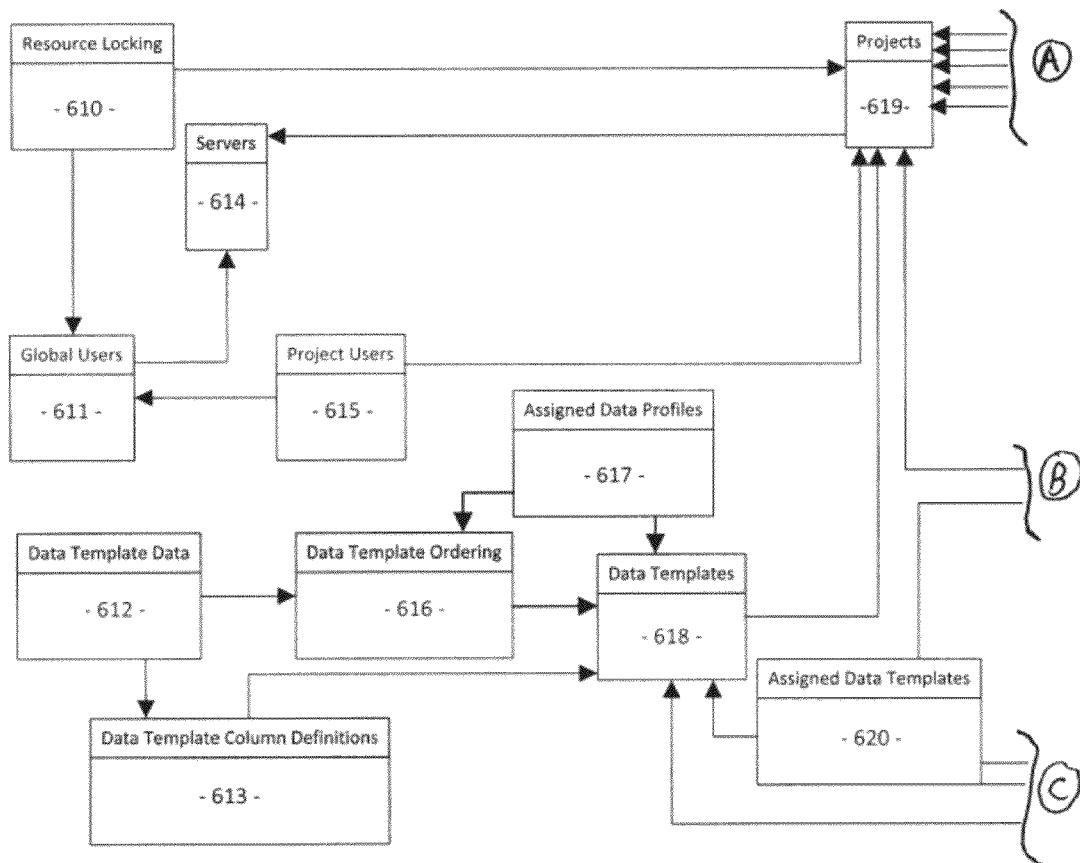 Resource Locking
- 610 -
Projects
-619-
A
Servers
- 614 -
Global Users
- 611 -
Project Users
- 615 -
Assigned Data Profiles
- 617 -
B
Data Template Data
- 612 -
Data Template Ordering
- 616 -
Data Templates
- 618 -
Assigned Data Templates
- 620 -
Data Template Column Definitions
- 613 -
C